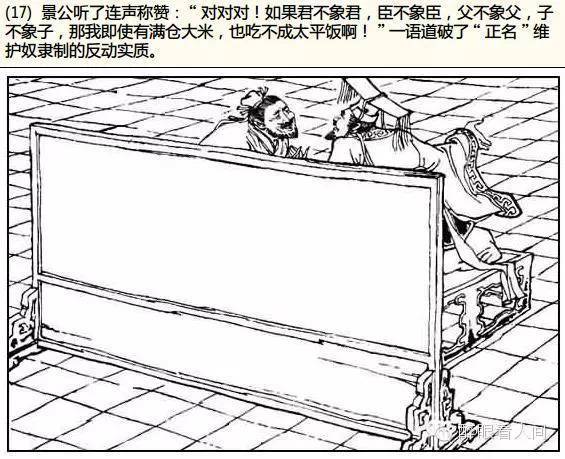 (17) 景公听了连声称赞：“对对对！如果君不象君，臣不象臣，父不象父，子
不象子，那我即使有满仓大米，也吃不成太平饭啊！”一语道破了“正名”维
护奴隶制的反动实质。
醉眼看人间